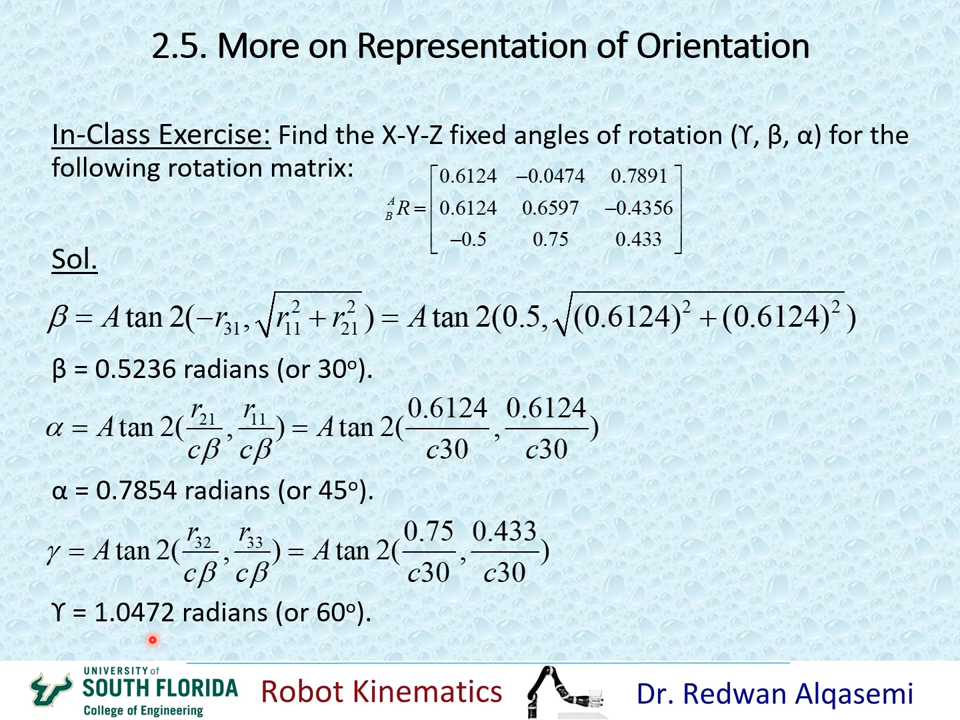 2.5. More on Representation of Orientation
In-Class Exercise: Find the X-Y-Z fixed angles of rotation (ϒ, β, α) for the
following rotation matrix:
^A_B R = [ 0.6124 −0.0474 0.7891
0.6124 0.6597 −0.4356
−0.5 0.75 0.433 ]
Sol.
β = A tan 2(−r₃₁, √(r₁₁² + r₂₁²)) = A tan 2(0.5, √((0.6124)² + (0.6124)²))
β = 0.5236 radians (or 30º).
α = A tan 2(r₂₁/cβ, r₁₁/cβ) = A tan 2(0.6124/c30, 0.6124/c30)
α = 0.7854 radians (or 45º).
γ = A tan 2(r₃₂/cβ, r₃₃/cβ) = A tan 2(0.75/c30, 0.433/c30)
ϒ = 1.0472 radians (or 60º).
UNIVERSITY of
SOUTH FLORIDA
College of Engineering
Robot Kinematics
Dr. Redwan Alqasemi